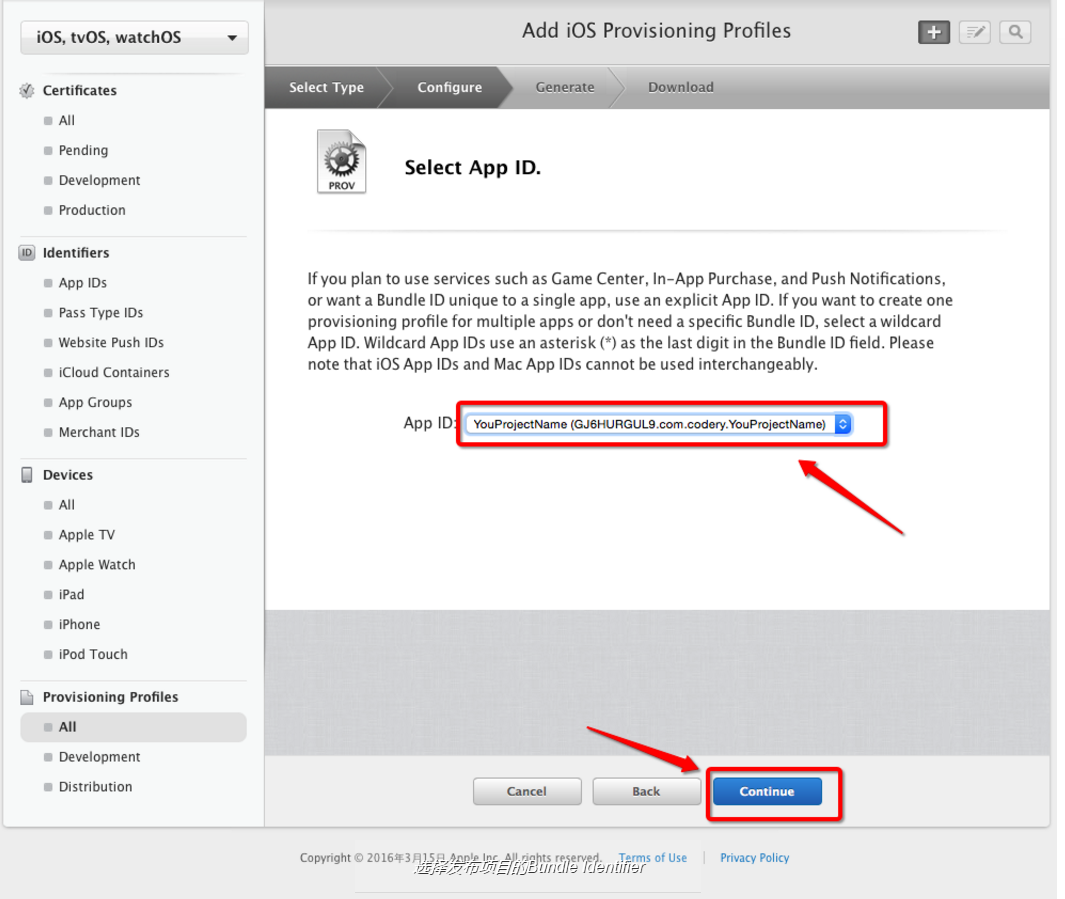 iOS, tvOS, watchOS
Certificates
All
Pending
Development
Production
ID
Identifiers
App IDs
Pass Type IDs
Website Push IDs
iCloud Containers
App Groups
Merchant IDs
Devices
All
Apple TV
Apple Watch
iPad
iPhone
iPod Touch
Provisioning Profiles
All
Development
Distribution
Add iOS Provisioning Profiles
Select Type
Configure
Generate
Download
PROV
Select App ID.
If you plan to use services such as Game Center, In-App Purchase, and Push Notifications,
or want a Bundle ID unique to a single app, use an explicit App ID. If you want to create one
provisioning profile for multiple apps or don't need a specific Bundle ID, select a wildcard
App ID. Wildcard App IDs use an asterisk (*) as the last digit in the Bundle ID field. Please
note that iOS App IDs and Mac App IDs cannot be used interchangeably.
App ID: YouProjectName (GJ6HURGUL9.com.codery.YouProjectName)
Cancel
Back
Continue
Copyright © 2016年3月15日 Apple Inc. All rights reserved. Terms of Use Privacy Policy
选择发布项目的Bundle Identifier